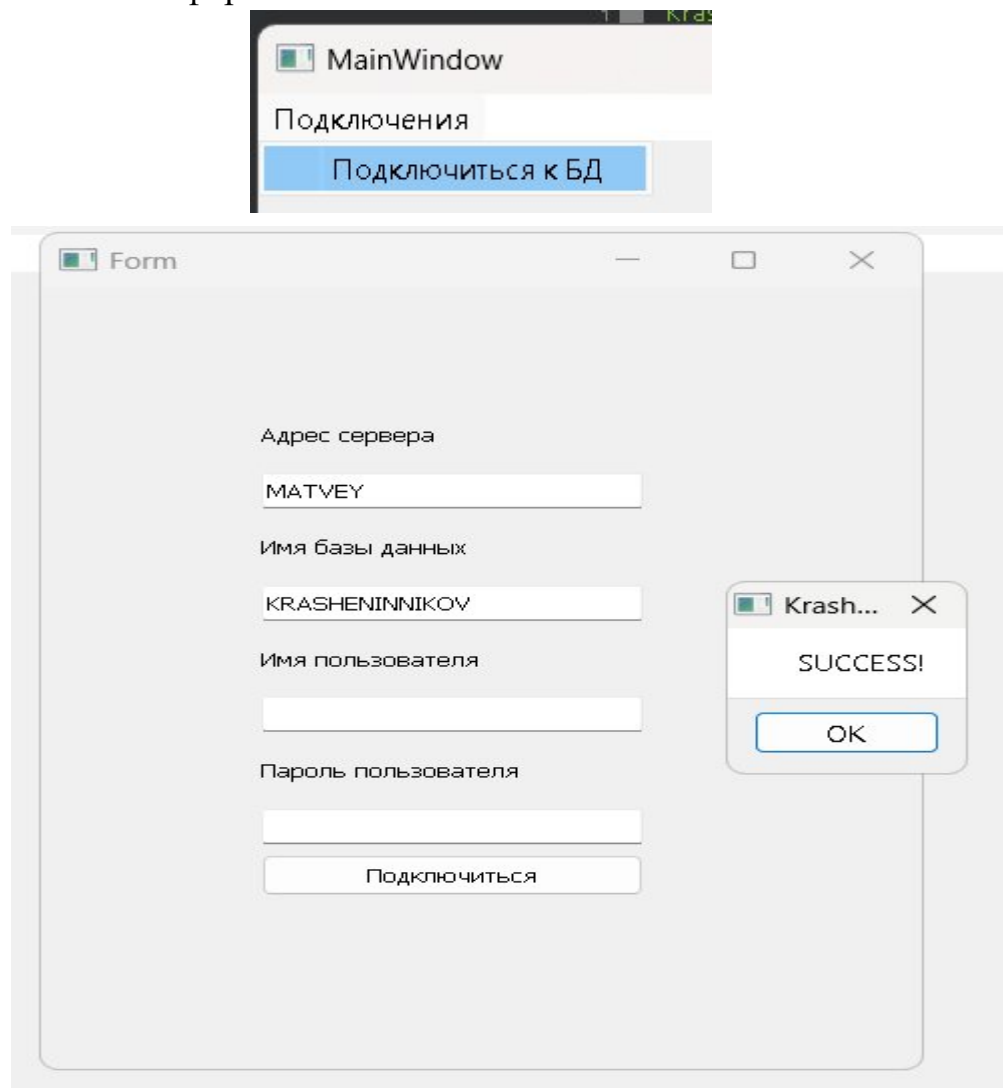 MainWindow
Подключения
Подключиться к БД
Form
Адрес сервера
MATVEY
Имя базы данных
KRASHENINNIKOV
Krash...
Имя пользователя
SUCCESS!
OK
Пароль пользователя
Подключиться